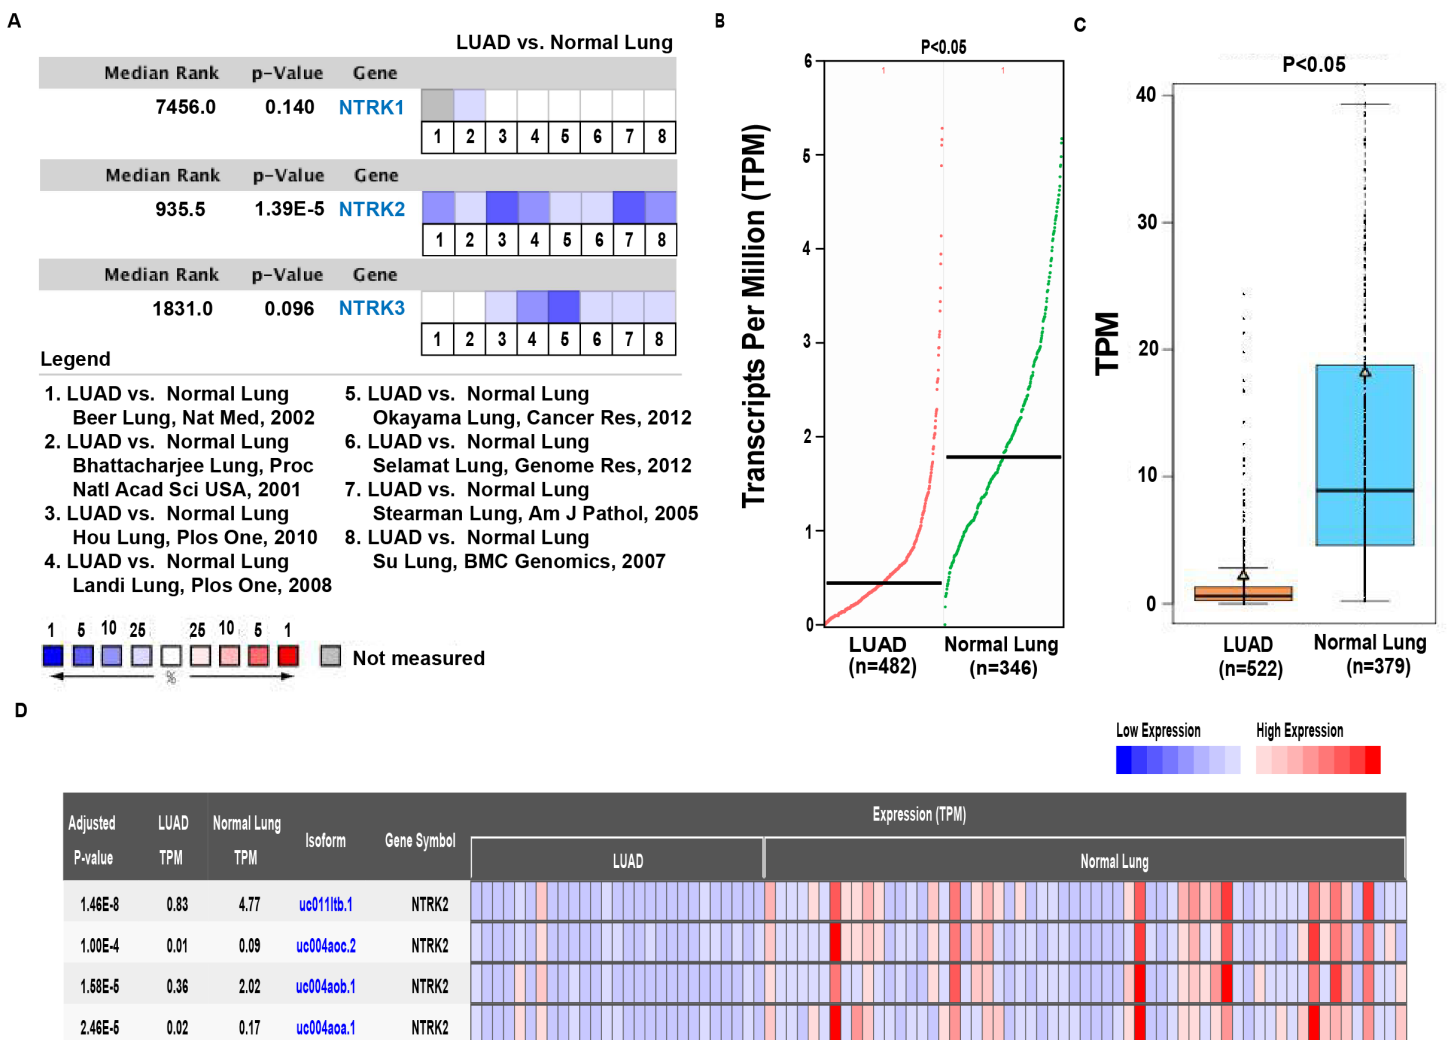 A
LUAD vs. Normal Lung
Median Rank p-Value Gene
7456.0 0.140 NTRK1
1 2 3 4 5 6 7 8
Median Rank p-Value Gene
935.5 1.39E-5 NTRK2
1 2 3 4 5 6 7 8
Median Rank p-Value Gene
1831.0 0.096 NTRK3
1 2 3 4 5 6 7 8
Legend
1. LUAD vs. Normal Lung
Beer Lung, Nat Med, 2002
2. LUAD vs. Normal Lung
Bhattacharjee Lung, Proc
Natl Acad Sci USA, 2001
3. LUAD vs. Normal Lung
Hou Lung, Plos One, 2010
4. LUAD vs. Normal Lung
Landi Lung, Plos One, 2008
5. LUAD vs. Normal Lung
Okayama Lung, Cancer Res, 2012
6. LUAD vs. Normal Lung
Selamat Lung, Genome Res, 2012
7. LUAD vs. Normal Lung
Stearman Lung, Am J Pathol, 2005
8. LUAD vs. Normal Lung
Su Lung, BMC Genomics, 2007
1 5 10 25 25 10 5 1
Not measured
%
B
P<0.05
Transcripts Per Million (TPM)
6
5
4
3
2
1
0
1 1
LUAD Normal Lung
(n=482) (n=346)
C
P<0.05
TPM
40
30
20
10
0
LUAD Normal Lung
(n=522) (n=379)
D
Low Expression High Expression
Adjusted P-value LUAD TPM Normal Lung TPM Isoform Gene Symbol Expression (TPM)
LUAD Normal Lung
1.46E-8 0.83 4.77 uc011ltb.1 NTRK2
1.00E-4 0.01 0.09 uc004aoc.2 NTRK2
1.58E-5 0.36 2.02 uc004aob.1 NTRK2
2.46E-5 0.02 0.17 uc004aoa.1 NTRK2